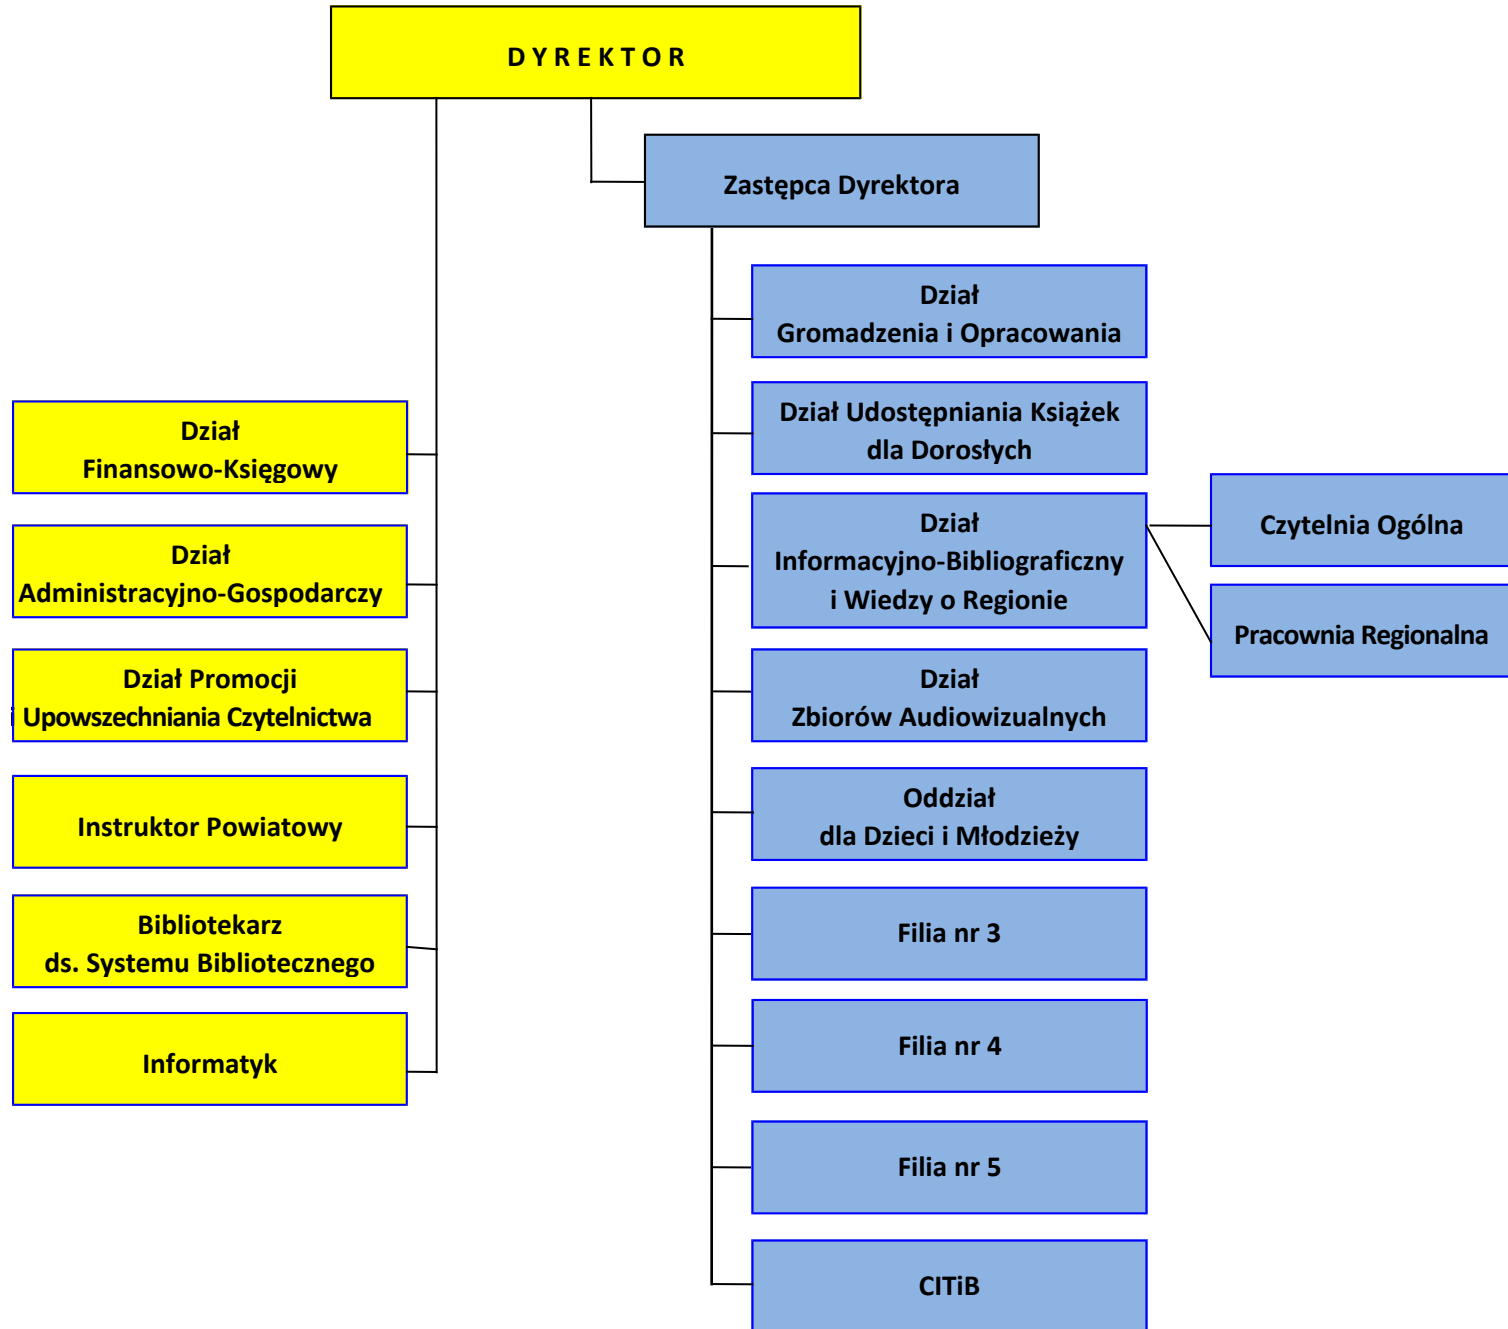 D Y R E K T O R
Zastępca Dyrektora
Dział
Gromadzenia i Opracowania
Dział Udostępniania Książek
dla Dorosłych
Dział
Informacyjno-Bibliograficzny
i Wiedzy o Regionie
Czytelnia Ogólna
Pracownia Regionalna
Dział
Zbiorów Audiowizualnych
Oddział
dla Dzieci i Młodzieży
Filia nr 3
Filia nr 4
Filia nr 5
CITiB
Dział
Finansowo-Księgowy
Dział
Administracyjno-Gospodarczy
Dział Promocji
i Upowszechniania Czytelnictwa
Instruktor Powiatowy
Bibliotekarz
ds. Systemu Bibliotecznego
Informatyk